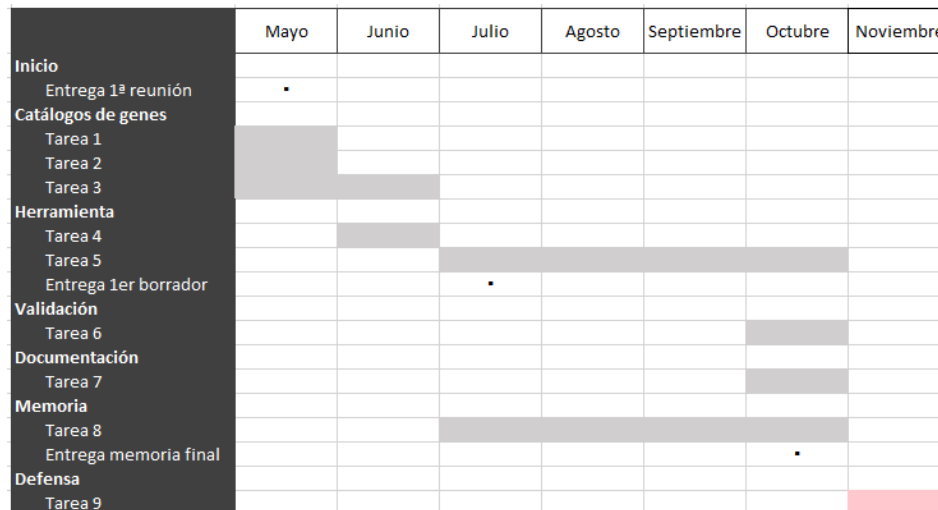 Mayo Junio Julio Agosto Septiembre Octubre Noviembre
Inicio
Entrega 1ª reunión
Catálogos de genes
Tarea 1
Tarea 2
Tarea 3
Herramienta
Tarea 4
Tarea 5
Entrega 1er borrador
Validación
Tarea 6
Documentación
Tarea 7
Memoria
Tarea 8
Entrega memoria final
Defensa
Tarea 9